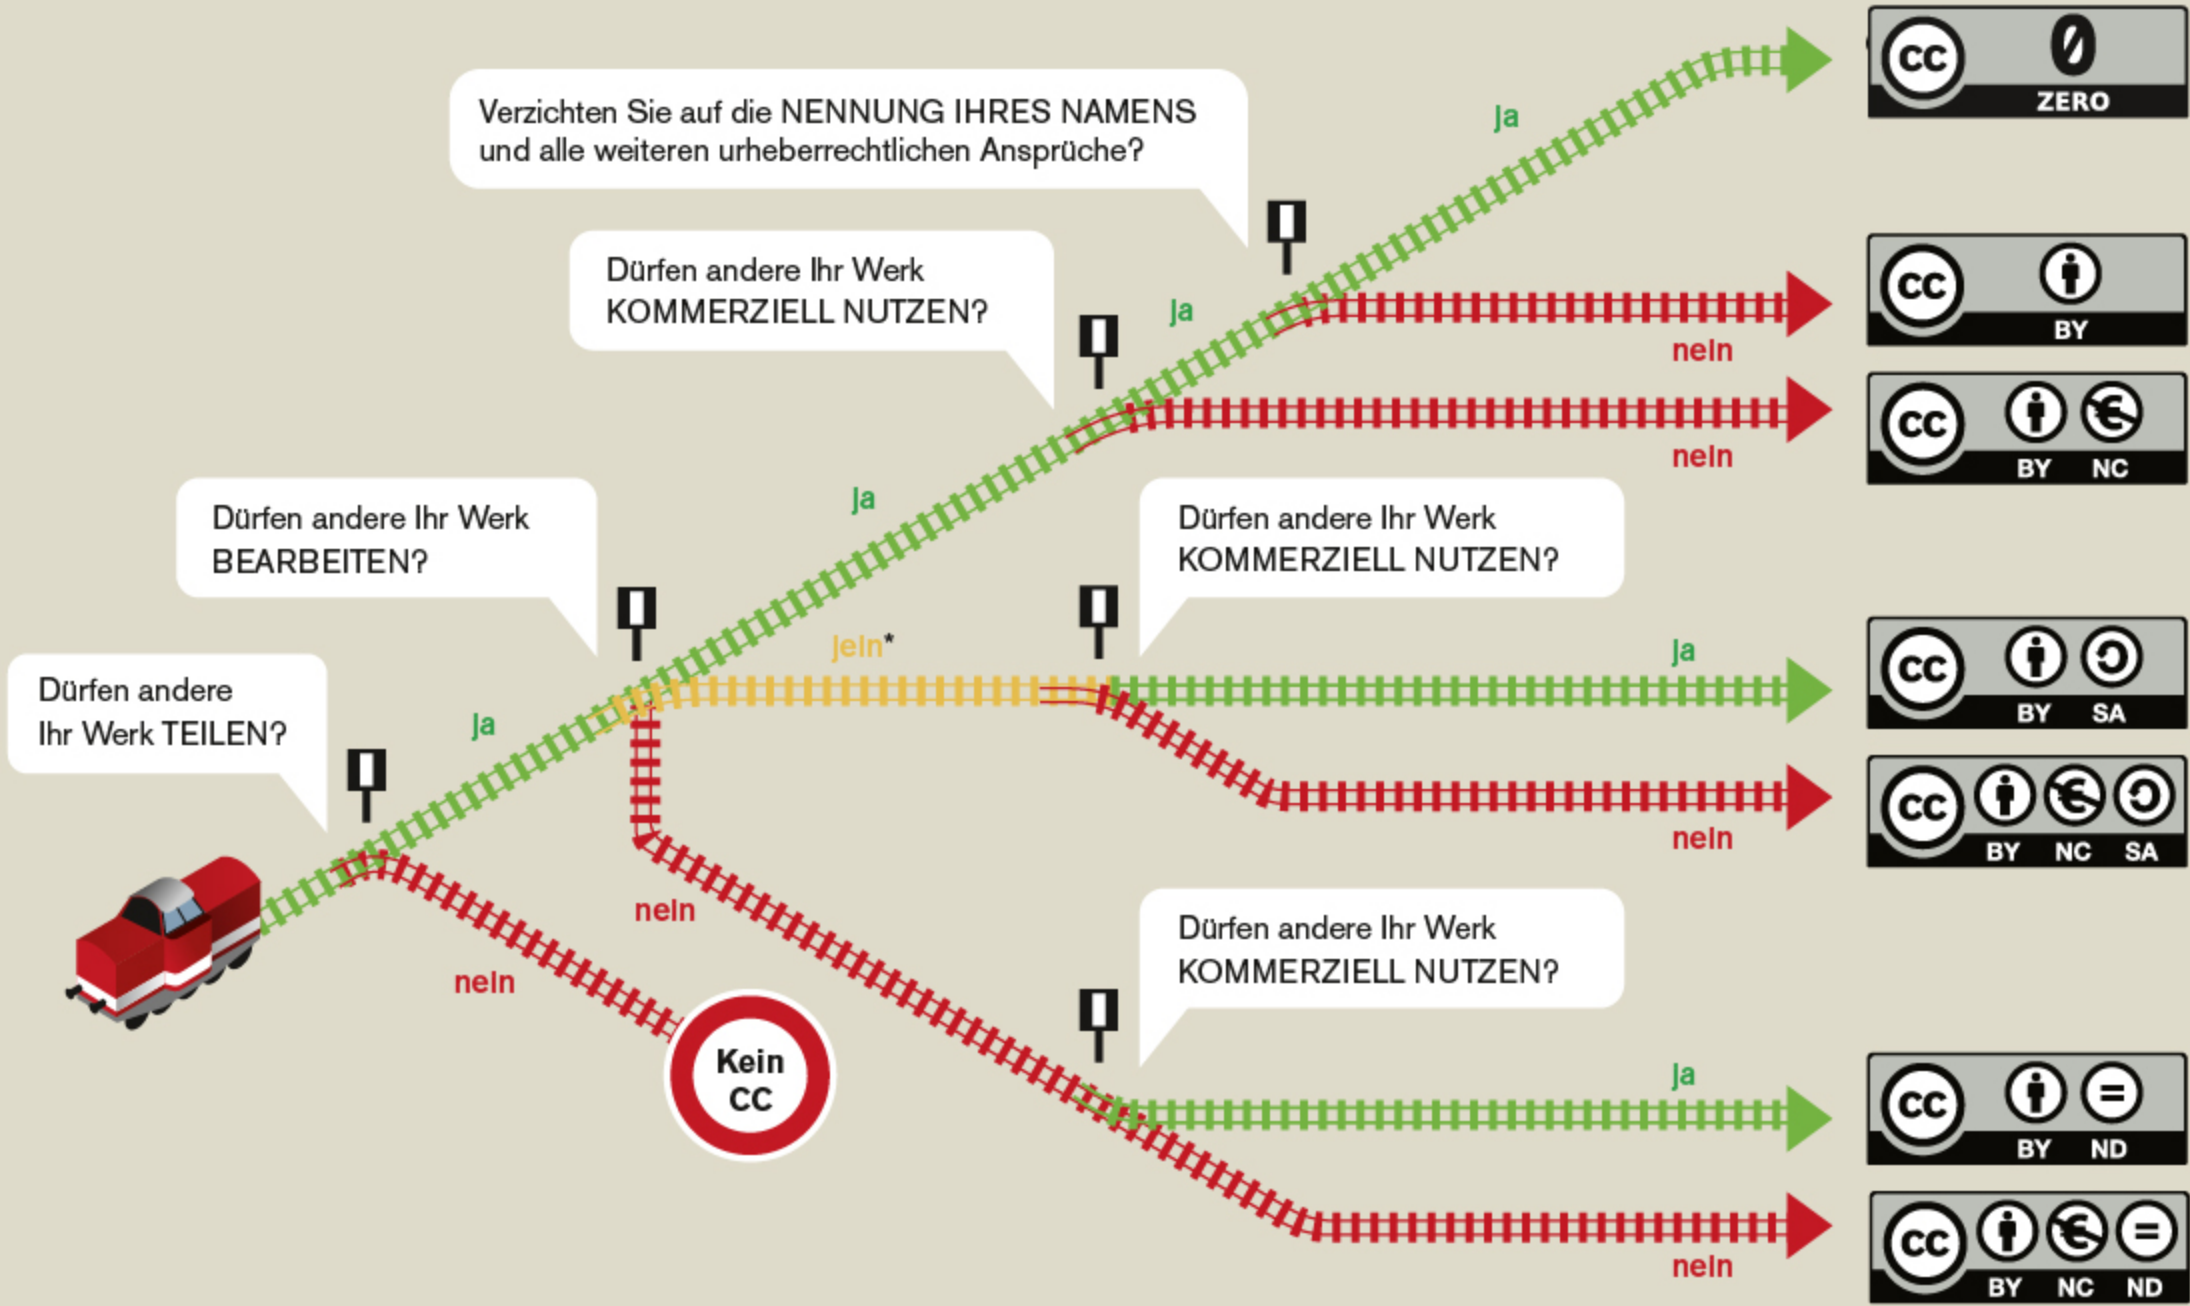 Verzichten Sie auf die NENNUNG IHRES NAMENS
und alle weiteren urheberrechtlichen Ansprüche?
ja
cc
0
ZERO
Dürfen andere Ihr Werk
KOMMERZIELL NUTZEN?
ja
nein
cc
BY
nein
cc
BY NC
Dürfen andere Ihr Werk
BEARBEITEN?
ja
Dürfen andere Ihr Werk
KOMMERZIELL NUTZEN?
jein*
ja
cc
BY SA
Dürfen andere
Ihr Werk TEILEN?
ja
nein
cc
BY NC SA
nein
nein
Kein
CC
Dürfen andere Ihr Werk
KOMMERZIELL NUTZEN?
ja
cc
BY ND
nein
cc
BY NC ND